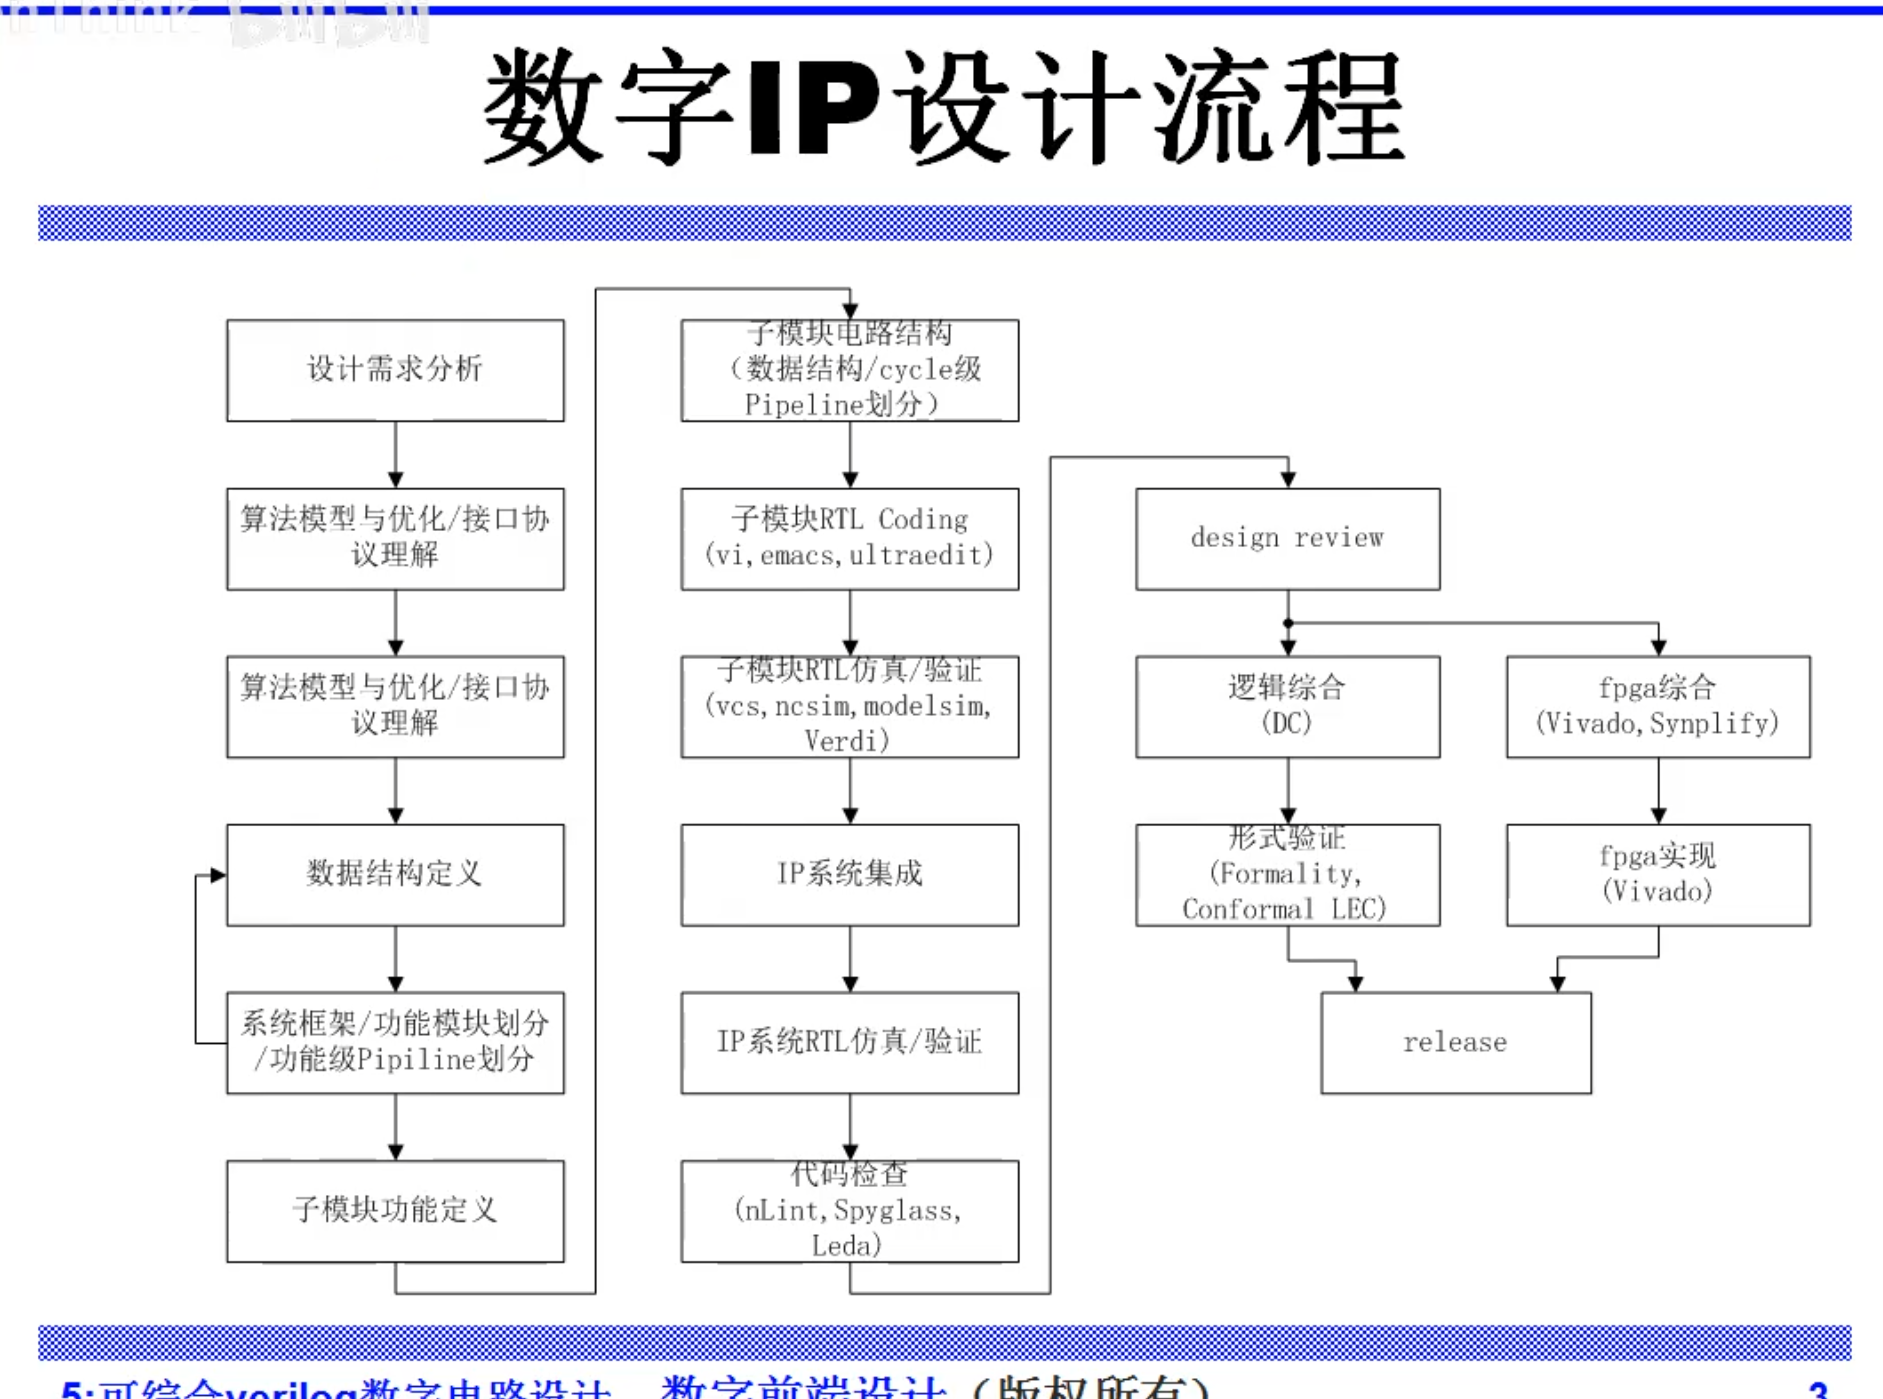 bilibili
数字IP设计流程
设计需求分析
算法模型与优化/接口协
议理解
算法模型与优化/接口协
议理解
数据结构定义
系统框架/功能模块划分
/功能级Pipiline划分
子模块功能定义
子模块电路结构
（数据结构/cycle级
Pipeline划分）
子模块RTL Coding
(vi,emacs,ultraedit)
子模块RTL仿真/验证
(vcs,ncsim,modelsim,
Verdi)
IP系统集成
IP系统RTL仿真/验证
代码检查
(nLint,Spyglass,
Leda)
design review
逻辑综合
(DC)
形式验证
(Formality,
Conformal LEC)
fpga综合
(Vivado,Synplify)
fpga实现
(Vivado)
release
5:可综合verilog数字电路设计 数字前端设计（版权所有） 3